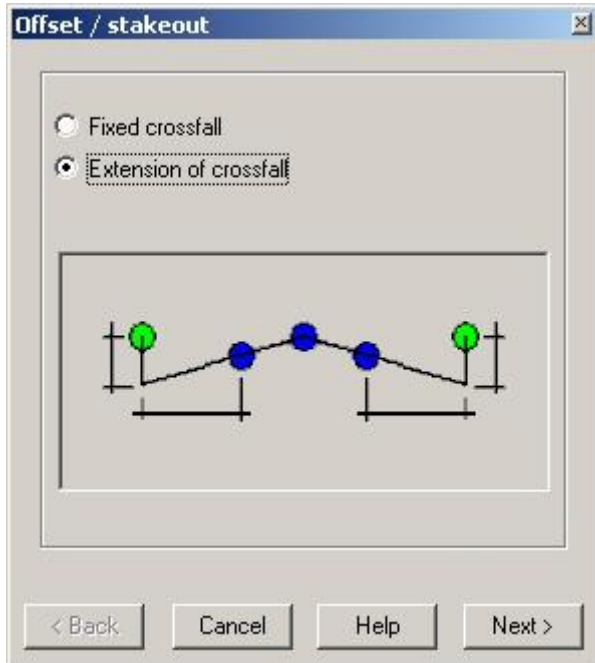 Offset / stakeout
Fixed crossfall
Extension of crossfall
< Back Cancel Help Next >